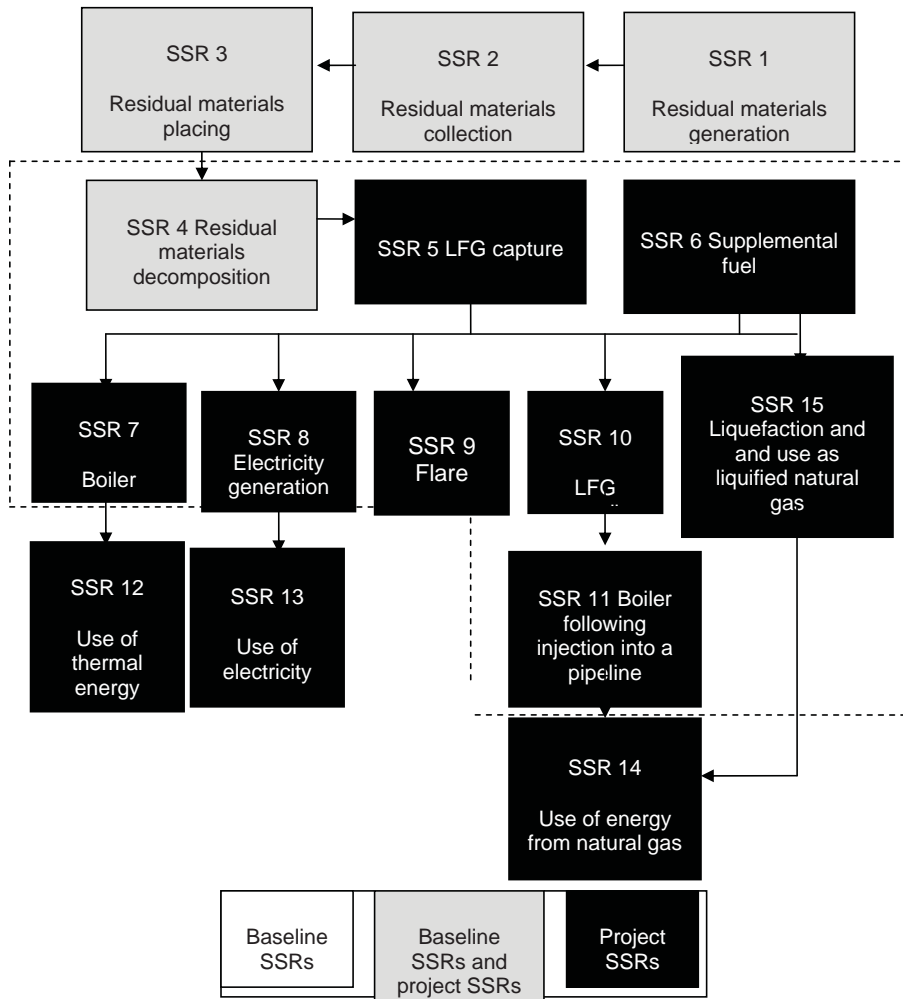 SSR 3
Residual materials
placing
SSR 2
Residual materials
collection
SSR 1
Residual materials
generation
SSR 4 Residual
materials
decomposition
SSR 5 LFG capture
SSR 6 Supplemental
fuel
SSR 7
Boiler
SSR 8
Electricity
generation
SSR 9
Flare
SSR 10
LFG
SSR 15
Liquefaction and
and use as
liquified natural
gas
SSR 12
Use of
thermal
energy
SSR 13
Use of
electricity
SSR 11 Boiler
following
injection into a
pipeline
SSR 14
Use of energy
from natural gas
Baseline
SSRs
Baseline
SSRs and
project SSRs
Project
SSRs